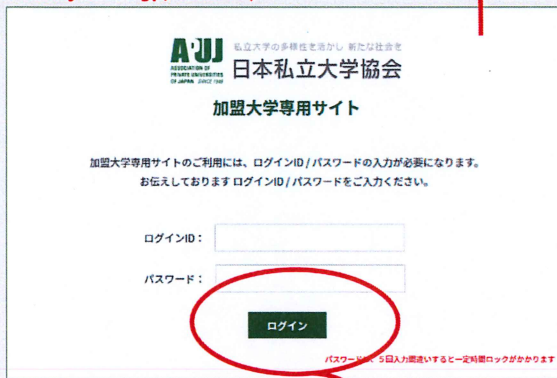 APUJ
ASSOCIATION OF
PRIVATE UNIVERSITIES
OF JAPAN SINCE 1946
私立大学の多様性を活かし 新たな社会を
日本私立大学協会
加盟大学専用サイト
加盟大学専用サイトのご利用には、ログインID / パスワードの入力が必要になります。
お伝えしております ログインID / パスワードをご入力ください。
ログインID：
パスワード：
ログイン
５回入力間違いすると一定時間ロックがかかります